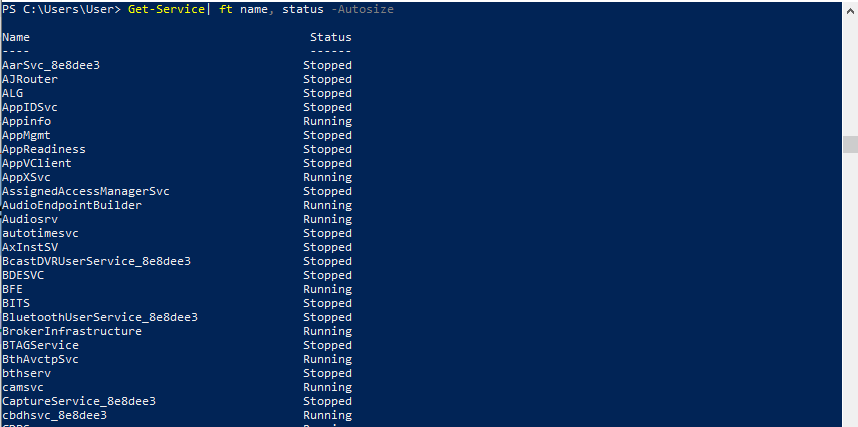 PS C:\Users\User> Get-Service| ft name, status -Autosize
Name Status
---- ------
AarSvc_8e8dee3 Stopped
AJRouter Stopped
ALG Stopped
AppIDSvc Stopped
Appinfo Running
AppMgmt Stopped
AppReadiness Stopped
AppVClient Stopped
AppXSvc Running
AssignedAccessManagerSvc Stopped
AudioEndpointBuilder Running
Audiosrv Running
autotimesvc Stopped
AxInstSV Stopped
BcastDVRUserService_8e8dee3 Stopped
BDESVC Stopped
BFE Running
BITS Stopped
BluetoothUserService_8e8dee3 Stopped
BrokerInfrastructure Running
BTAGService Stopped
BthAvctpSvc Running
bthserv Stopped
camsvc Running
CaptureService_8e8dee3 Stopped
cbdhsvc_8e8dee3 Running